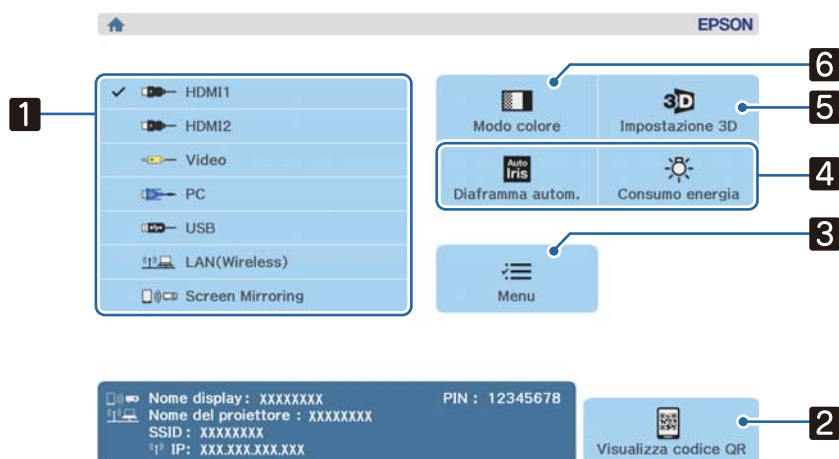 EPSON
1
HDMI1
HDMI2
Video
PC
USB
LAN(Wireless)
Screen Mirroring
6
Modo colore
3D
Impostazione 3D
5
Auto
Iris
Diaframma autom.
Consumo energia
4
3
Menu
Nome display: XXXXXXXX
PIN : 12345678
Nome del proiettore : XXXXXXXX
SSID : XXXXXXXX
IP: XXX.XXX.XXX.XXX
Visualizza codice QR
2